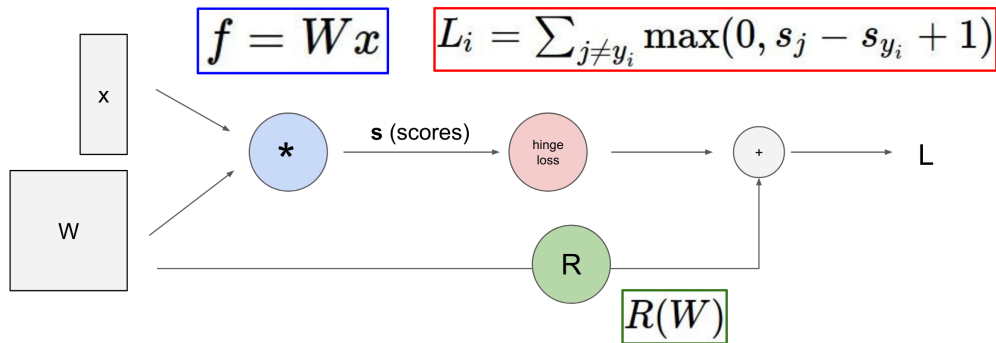 f = Wx
L_i = \sum_{j \neq y_i} \max(0, s_j - s_{y_i} + 1)
x
W
*
s (scores)
hinge
loss
+
L
R
R(W)